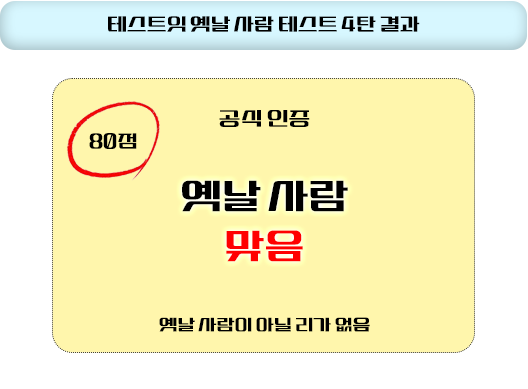 테스트의 옛날 사람 테스트 4탄 결과
공식 인증
80점
옛날 사람
맞음
옛날 사람이 아닐 리가 없음